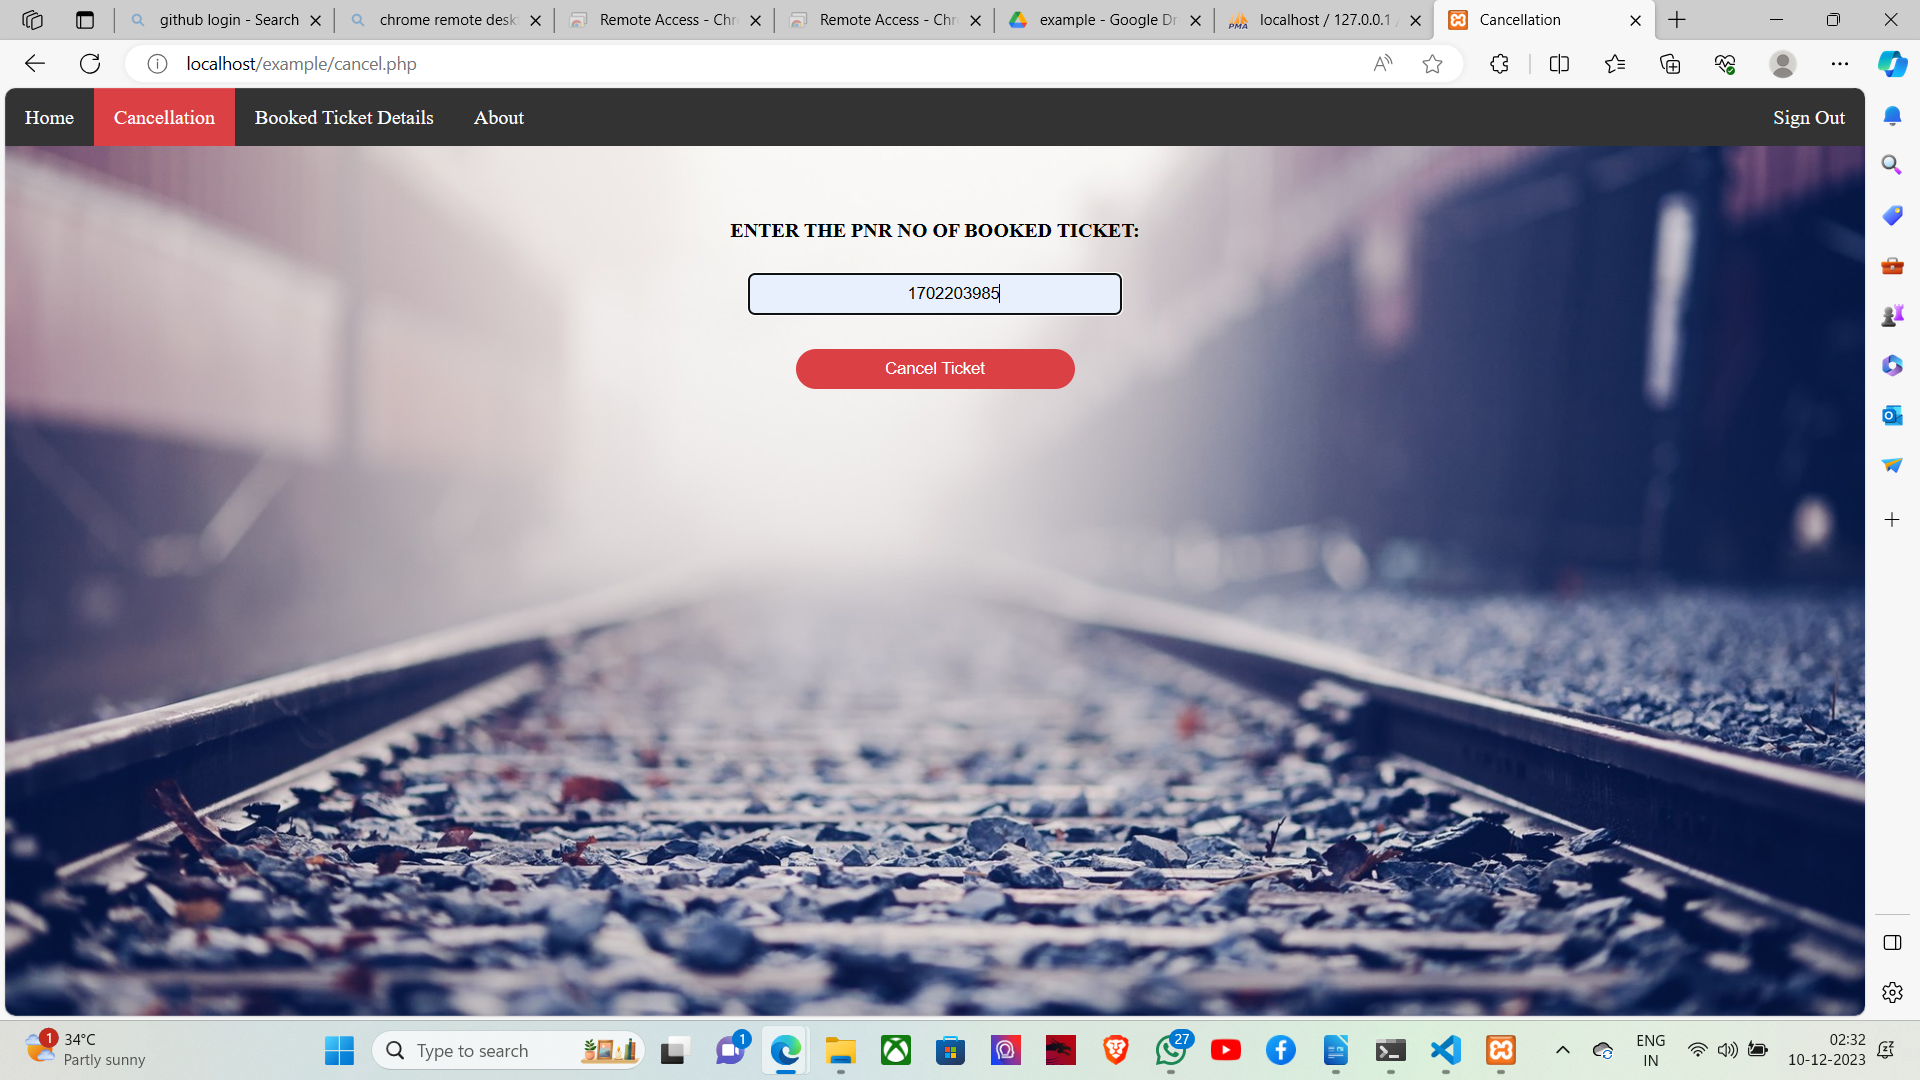 github login - Search
chrome remote desk
Remote Access - Chr
Remote Access - Chro
example - Google Dr
PMA
localhost / 127.0.0.1 /
Cancellation
localhost/example/cancel.php
Home
Cancellation
Booked Ticket Details
About
Sign Out
ENTER THE PNR NO OF BOOKED TICKET:
1702203985
Cancel Ticket
1
34°C
Partly sunny
Type to search
1
27
ENG
IN
02:32
10-12-2023